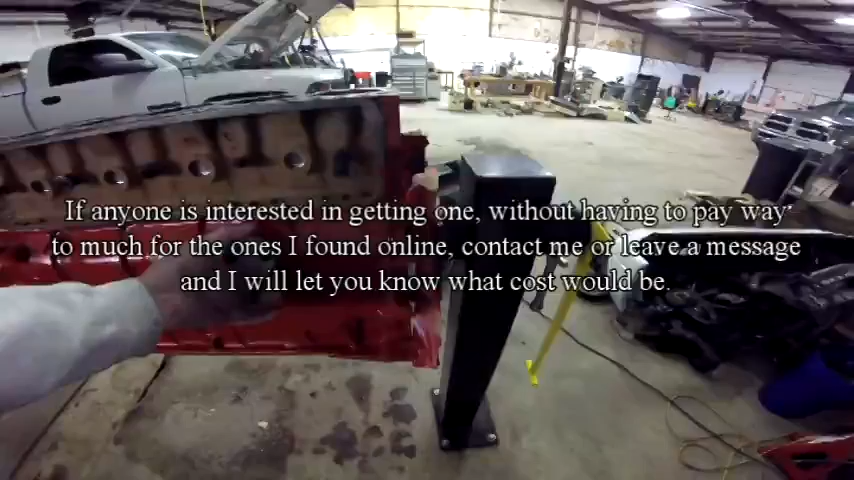 If anyone is interested in getting one, without having to pay way
to much for the ones I found online, contact me or leave a message
and I will let you know what cost would be.